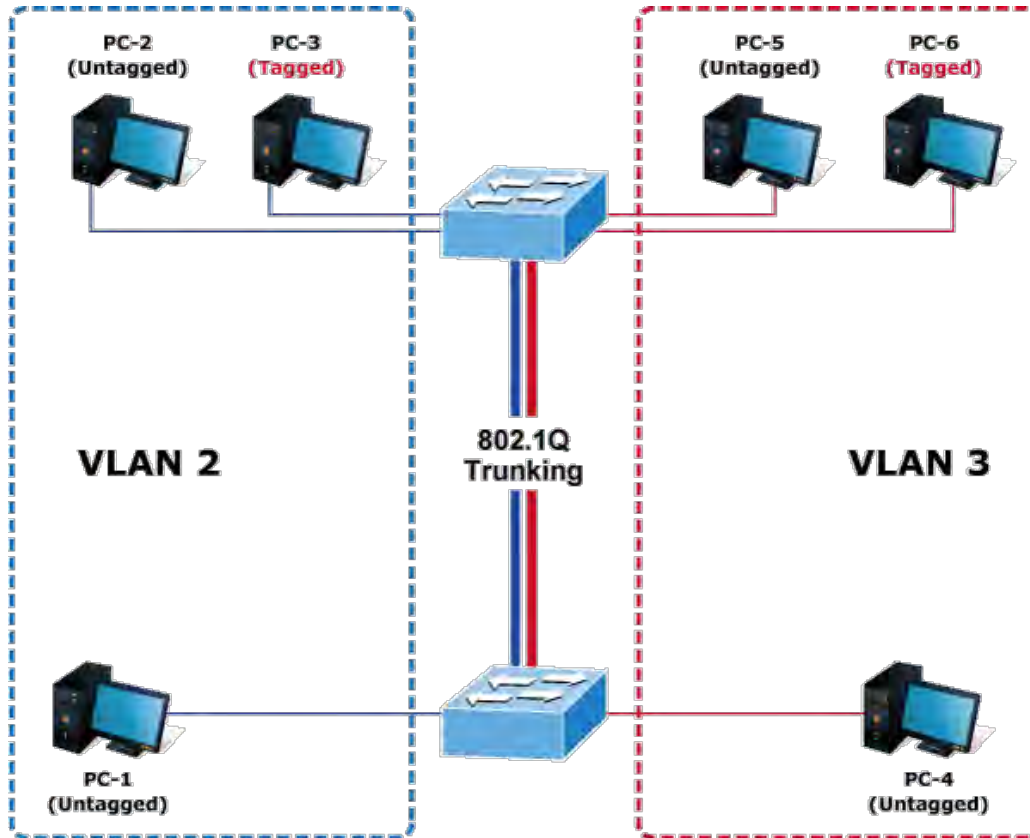 PC-2
(Untagged)
PC-3
(Tagged)
PC-5
(Untagged)
PC-6
(Tagged)
802.1Q
Trunking
VLAN 2
VLAN 3
PC-1
(Untagged)
PC-4
(Untagged)